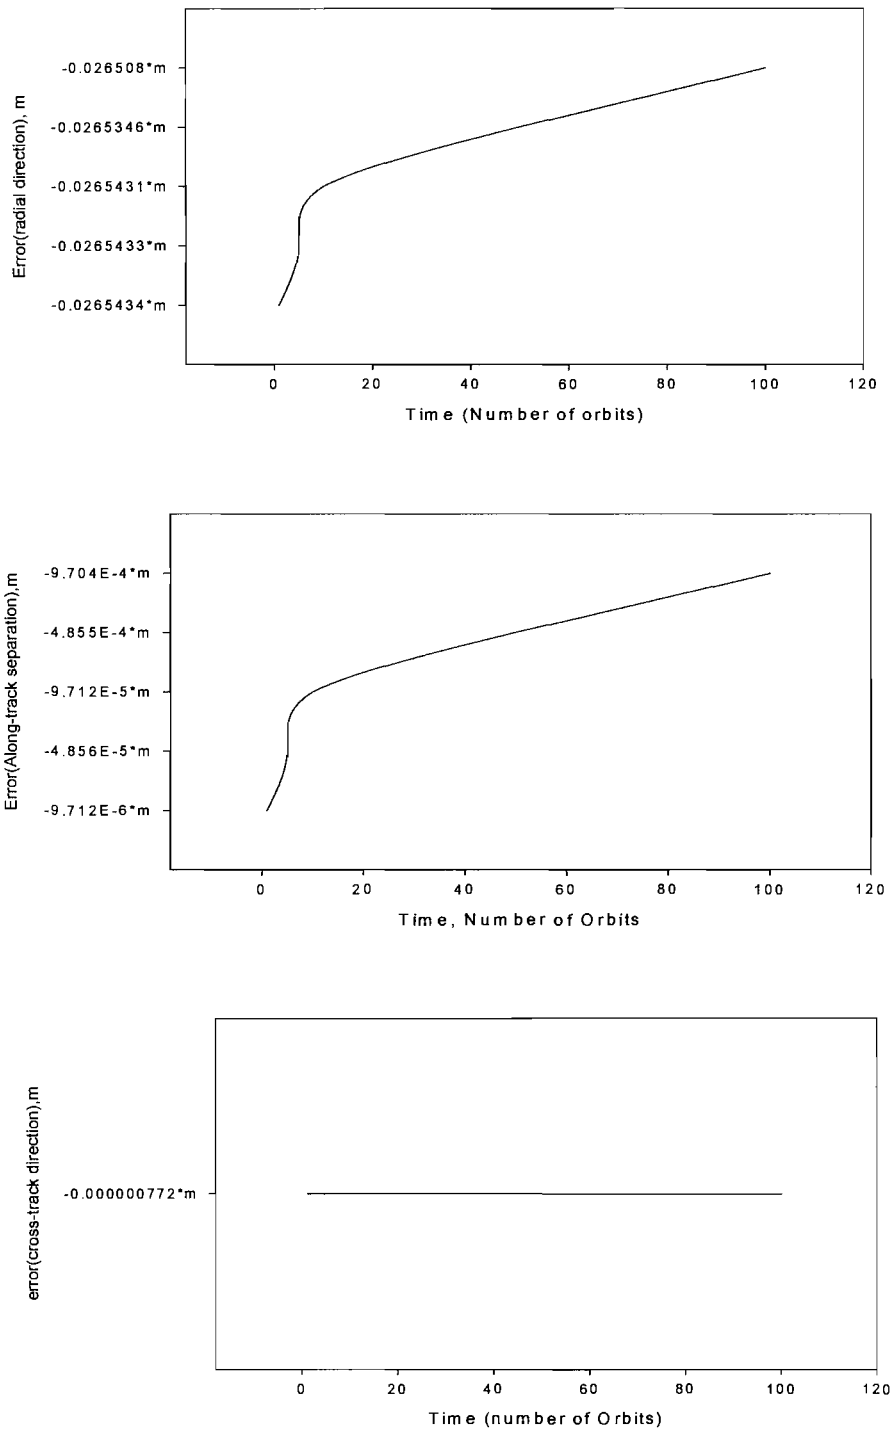 Error(radial direction), m
-0.026508*m
-0.0265346*m
-0.0265431*m
-0.0265433*m
-0.0265434*m
0 20 40 60 80 100 120
Time (Number of orbits)
Error(Along-track separation),m
-9.704E-4*m
-4.855E-4*m
-9.712E-5*m
-4.856E-5*m
-9.712E-6*m
0 20 40 60 80 100 120
Time, Number of Orbits
error(cross-track direction),m
-0.000000772*m
0 20 40 60 80 100 120
Time (number of Orbits)